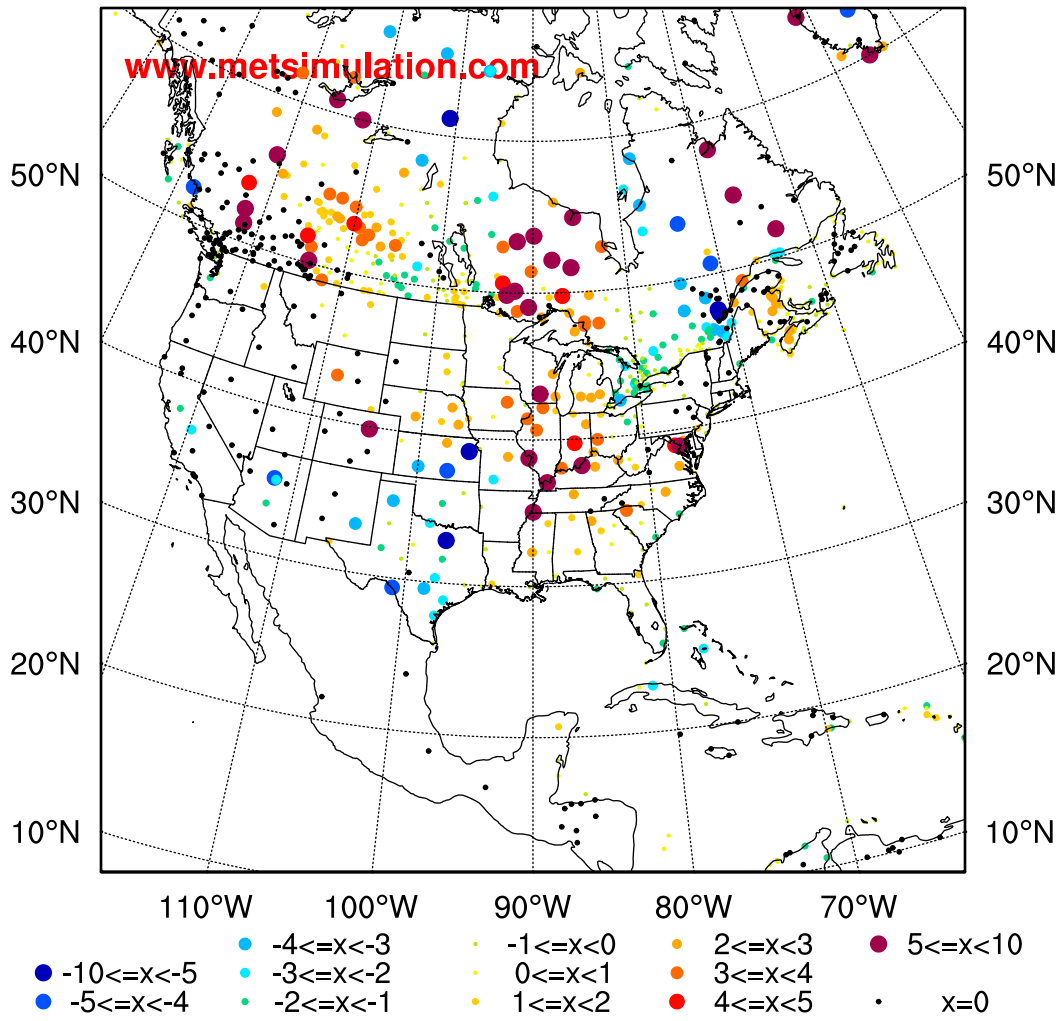 www.metsimulation.com
50°N 50°N
40°N 40°N
30°N 30°N
20°N 20°N
10°N 10°N
110°W 100°W 90°W 80°W 70°W
-4<=x<-3 -1<=x<0 2<=x<3 5<=x<10
-10<=x<-5 -3<=x<-2 0<=x<1 3<=x<4
-5<=x<-4 -2<=x<-1 1<=x<2 4<=x<5 x=0